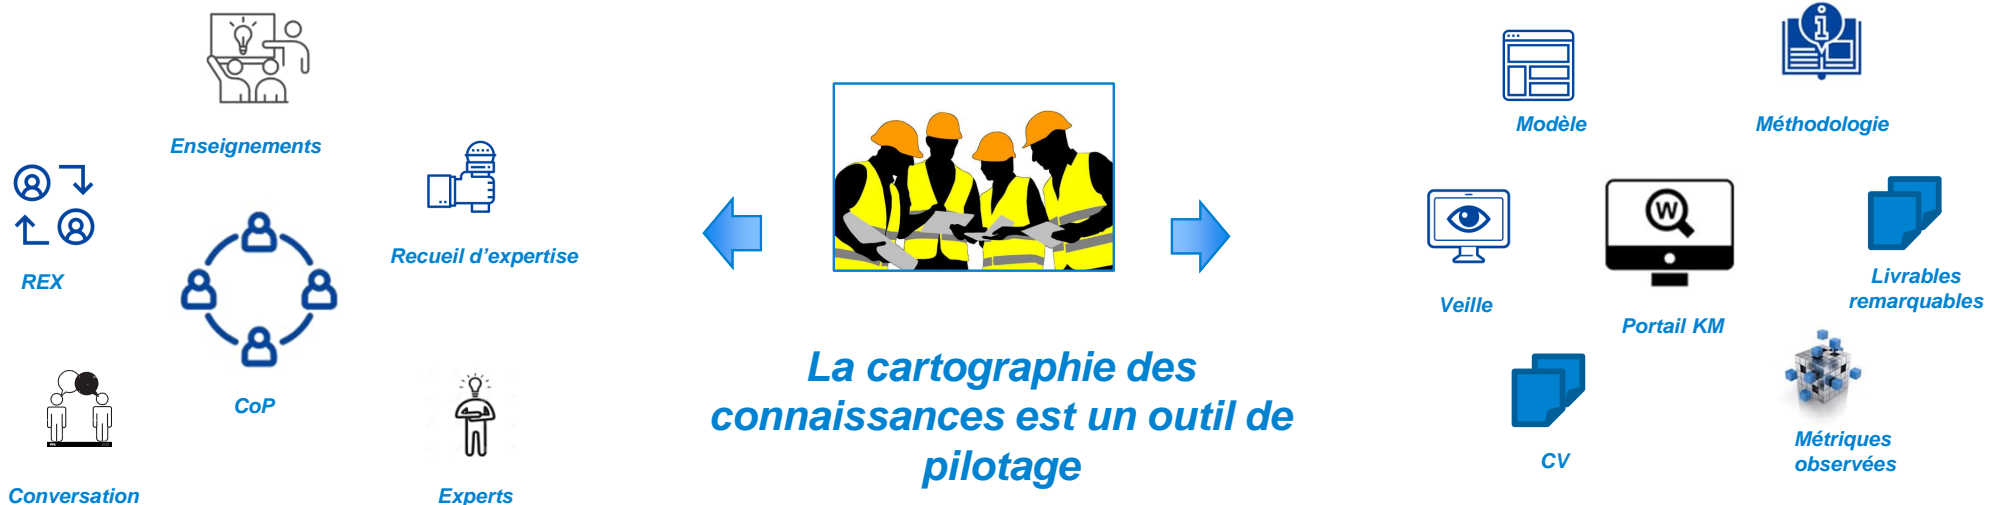 Enseignements
REX
Recueil d'expertise
CoP
Conversation
Experts
La cartographie des
connaissances est un outil de
pilotage
Modèle
Méthodologie
Veille
W
Portail KM
Livrables
remarquables
CV
Métriques
observées